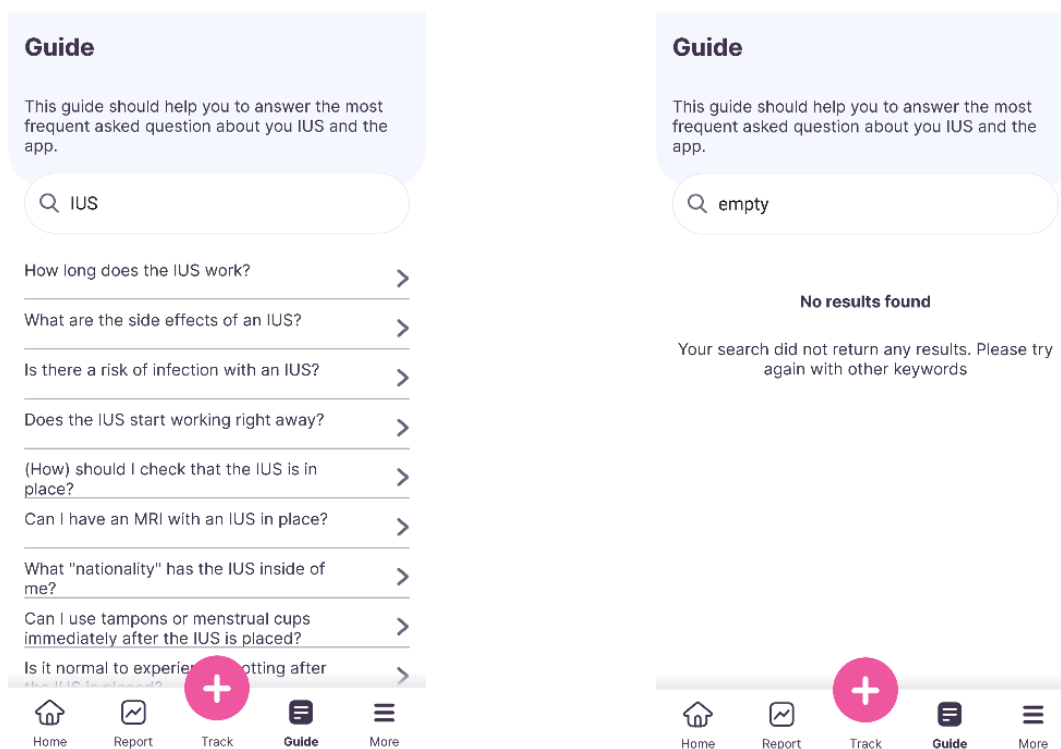 Guide
This guide should help you to answer the most
frequent asked question about you IUS and the
app.
IUS
How long does the IUS work?
What are the side effects of an IUS?
Is there a risk of infection with an IUS?
Does the IUS start working right away?
(How) should I check that the IUS is in
place?
Can I have an MRI with an IUS in place?
What "nationality" has the IUS inside of
me?
Can I use tampons or menstrual cups
immediately after the IUS is placed?
Is it normal to otting after
the IUS is placed?
Home Report Track Guide More
Guide
This guide should help you to answer the most
frequent asked question about you IUS and the
app.
empty
No results found
Your search did not return any results. Please try
again with other keywords
Home Report Track Guide More